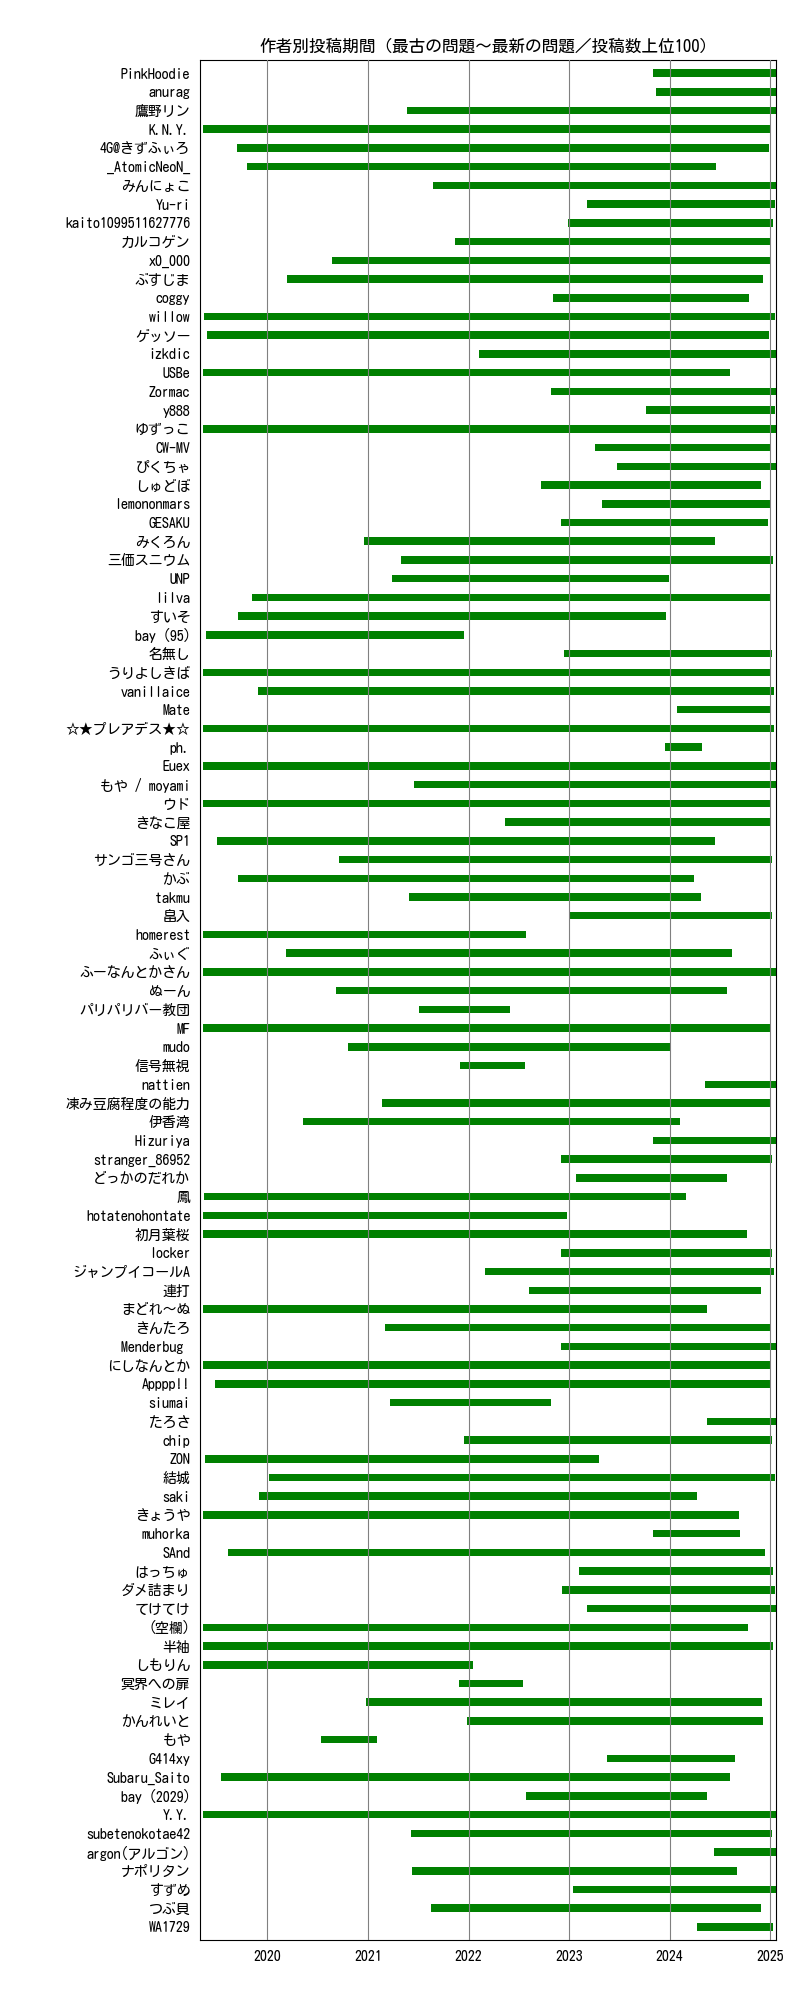 作者別投稿期間（最古の問題～最新の問題／投稿数上位100）
PinkHoodie
anurag
鷹野リン
K.N.Y.
4G@きずふぃろ
_AtomicNeoN_
みんにょこ
Yu-ri
kaito1099511627776
カルコゲン
x0_000
ぶすじま
coggy
willow
ゲッソー
izkdic
USBe
Zormac
y888
ゆずっこ
CW-MV
ぴくちゃ
しゅどぼ
lemononmars
GESAKU
みくろん
三価スニウム
UNP
lilva
すいそ
bay (95)
名無し
うりよしきば
vanillaice
Mate
☆★プレアデス★☆
ph.
Euex
もや / moyami
ウド
きなこ屋
SP1
サンゴ三号さん
かぶ
takmu
畠入
homerest
ふぃぐ
ふーなんとかさん
ぬーん
パリパリバー教団
MF
mudo
信号無視
nattien
凍み豆腐程度の能力
伊香湾
Hizuriya
stranger_86952
どっかのだれか
鳳
hotatenohontate
初月葉桜
locker
ジャンプイコールA
連打
まどれ～ぬ
きんたろ
Menderbug
にしなんとか
Appppll
siumai
たろさ
chip
ZON
結城
saki
きょうや
muhorka
SAnd
はっちゅ
ダメ詰まり
てけてけ
(空欄)
半袖
しもりん
冥界への扉
ミレイ
かんれいと
もや
G414xy
Subaru_Saito
bay (2029)
Y.Y.
subetenokotae42
argon(アルゴン)
ナポリタン
すずめ
つぶ貝
WA1729
2020 2021 2022 2023 2024 2025